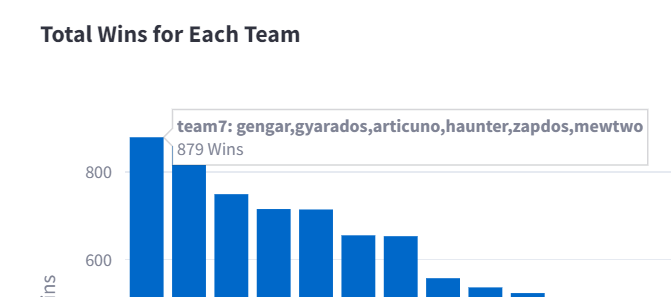 Total Wins for Each Team
team7: gengar,gyarados,articuno,haunter,zapdos,mewtwo
879 Wins
800
600